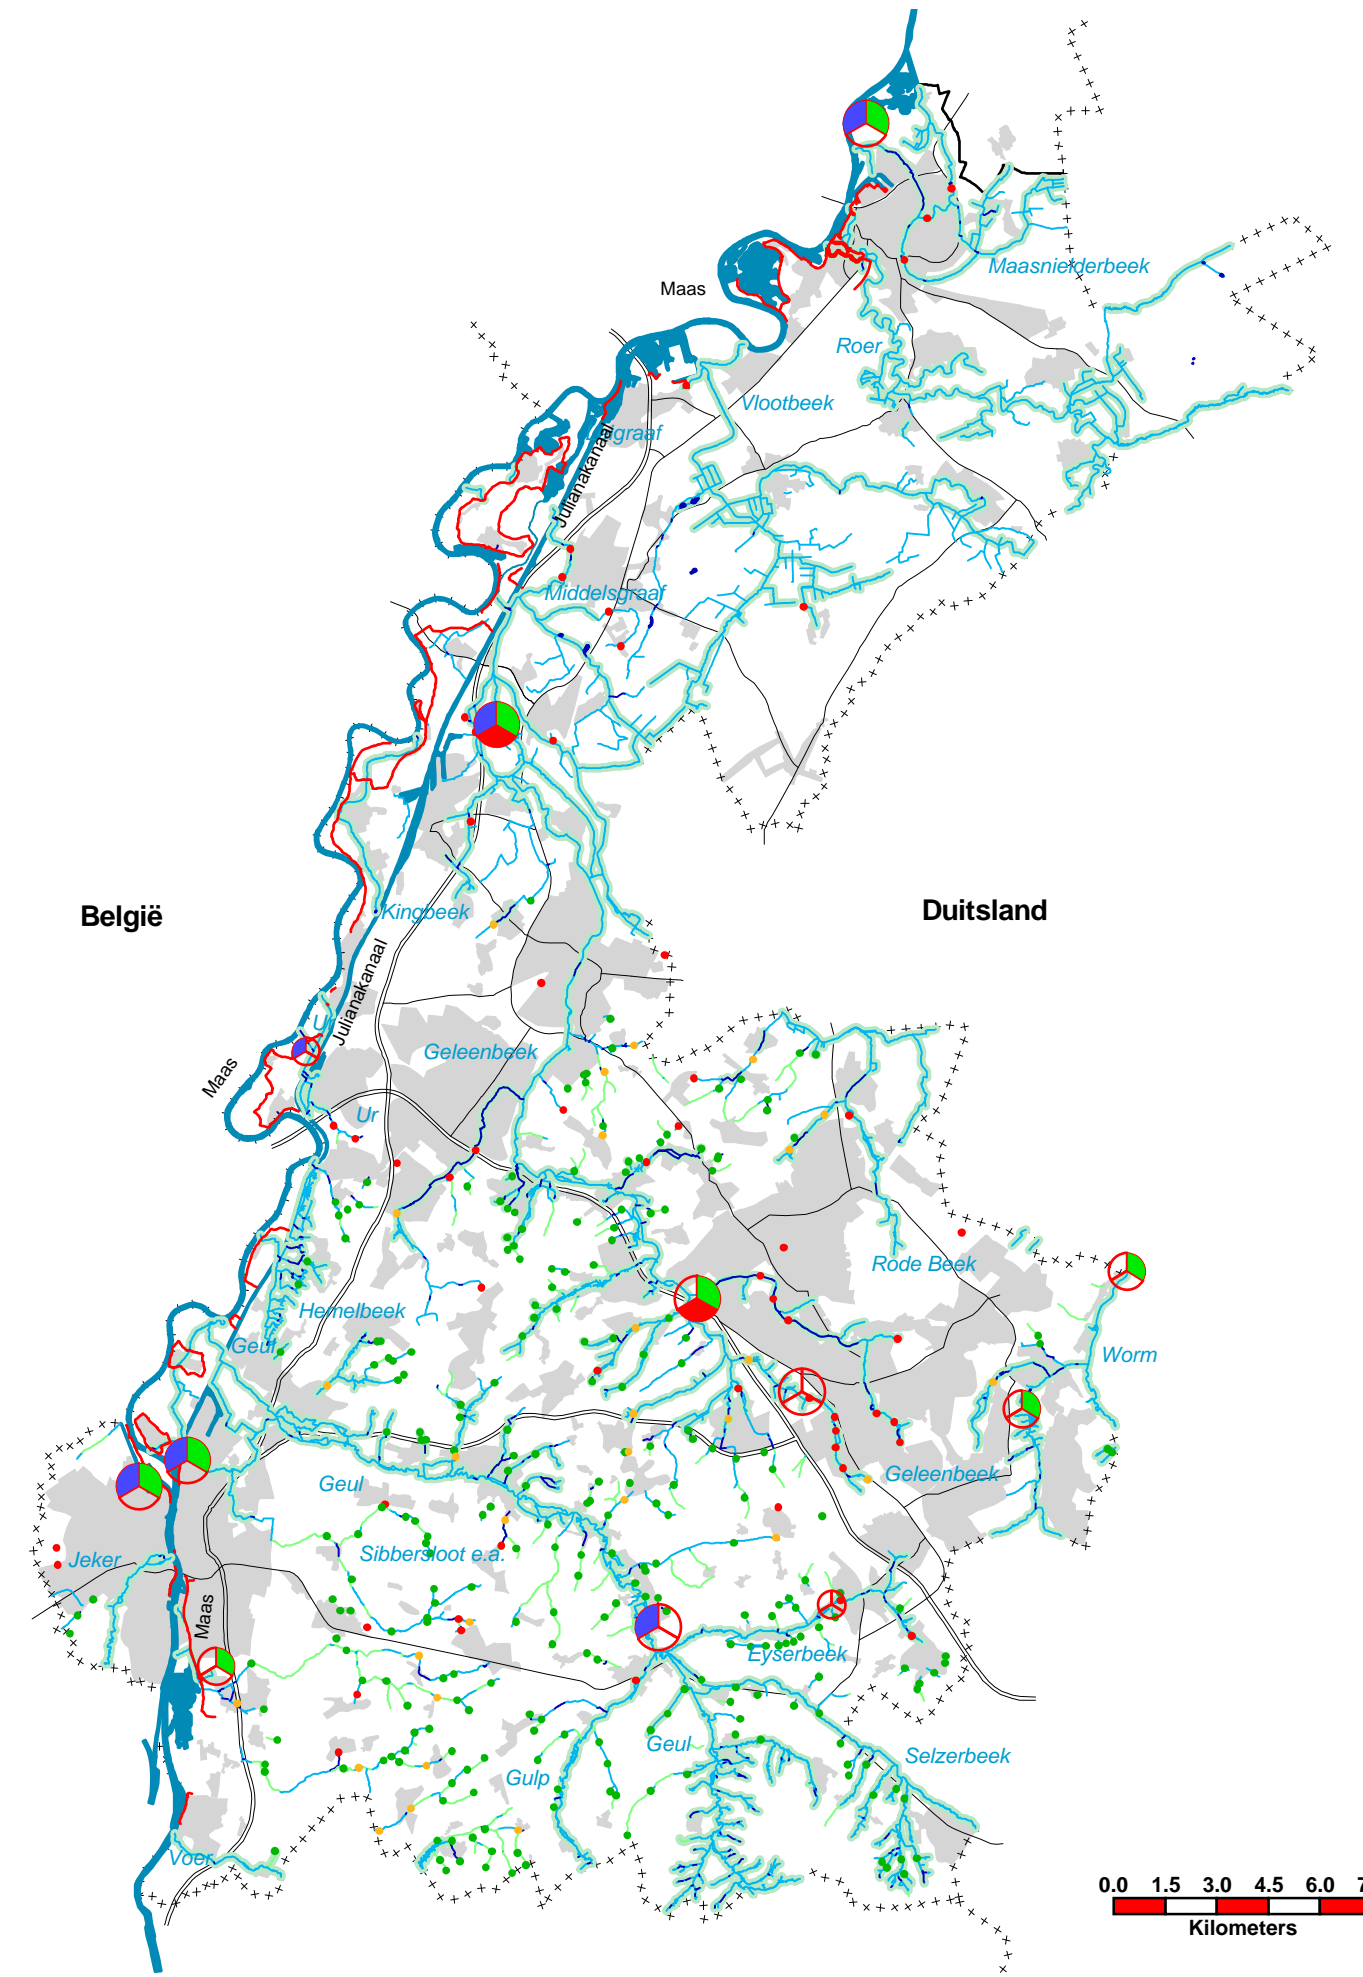 Maas
Maasnielderbeek
Roer
Vlootbeek
Julianakanaal
Middelsgraaf
België
Duitsland
Kingbeek
Julianakanaal
Ur
Geleenbeek
Maas
Ur
Rode Beek
Hemelbeek
Geul
Worm
Geul
Geleenbeek
Sibbersloot e.a.
Jeker
Maas
Eyserbeek
Geul
Selzerbeek
Gulp
Voer
0.0 1.5 3.0 4.5 6.0
Kilometers